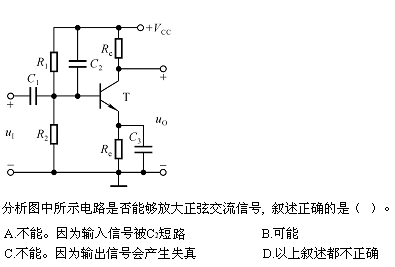 +VCC
Rc
R1
C2
+
C1
T
+
uI
R2
uO
C3
Re
−
−
分析图中所示电路是否能够放大正弦交流信号, 叙述正确的是（ ）。
A.不能。因为输入信号被C2短路
B.可能
C.不能。因为输出信号会产生失真
D.以上叙述都不正确